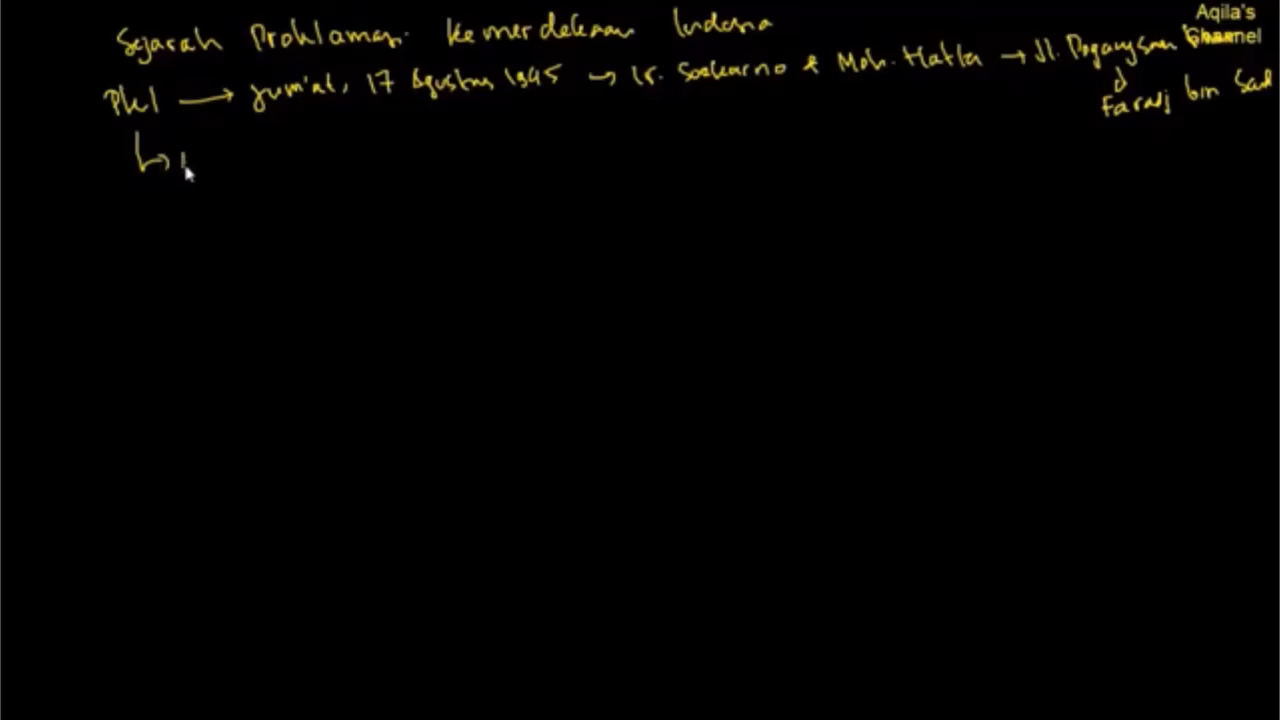 Sejarah Proklamasi Kemerdekaan Indonesia
PKI → Jum'at, 17 Agustus 1945 → Ir. Soekarno & Moh. Hatta → Jl. Pegangsaan
Faradj bin Said
Aqila's
Channel